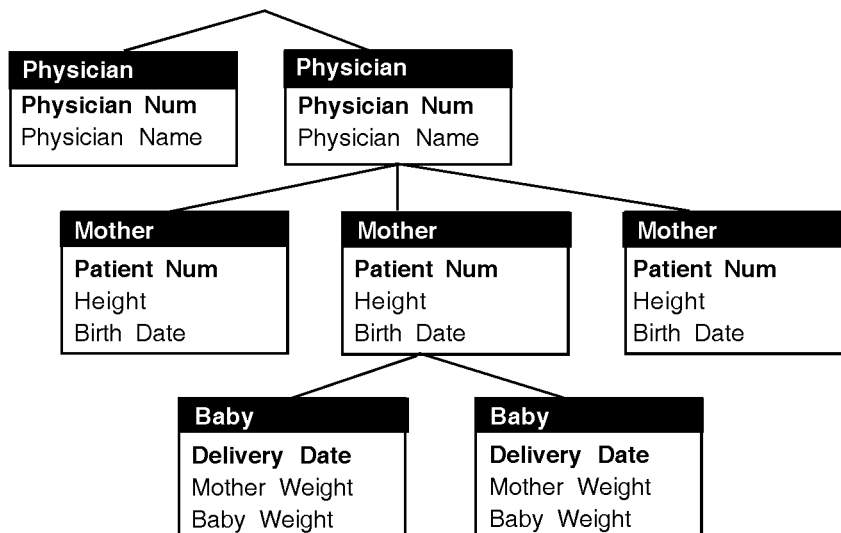 Physician
Physician Num
Physician Name
Physician
Physician Num
Physician Name
Mother
Patient Num
Height
Birth Date
Mother
Patient Num
Height
Birth Date
Mother
Patient Num
Height
Birth Date
Baby
Delivery Date
Mother Weight
Baby Weight
Baby
Delivery Date
Mother Weight
Baby Weight